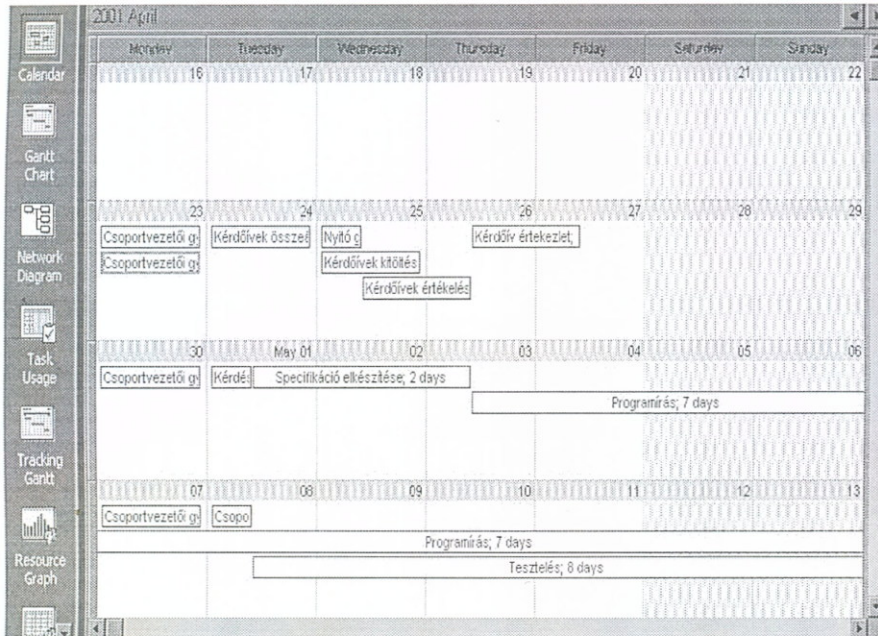 2001 April
Monday Tuesday Wednesday Thursday Friday Saturday Sunday
Calendar
16 17 18 19 20 21 22
Gantt
Chart
23 24 25 26 27 28 29
Network
Diagram
Csoportvezetői g Kérdőívek össze Nyitó g Kérdőív értekezlet;
Csoportvezetői g Kérdőívek kitöltés
Kérdőívek értékelés
Task
Usage
30 May 01 02 03 04 05 06
Csoportvezetői g Kérdés Specifikáció elkészítése; 2 days
Programírás; 7 days
Tracking
Gantt
07 08 09 10 11 12 13
Csoportvezetői g Csopo
Programírás; 7 days
Tesztelés; 8 days
Resource
Graph